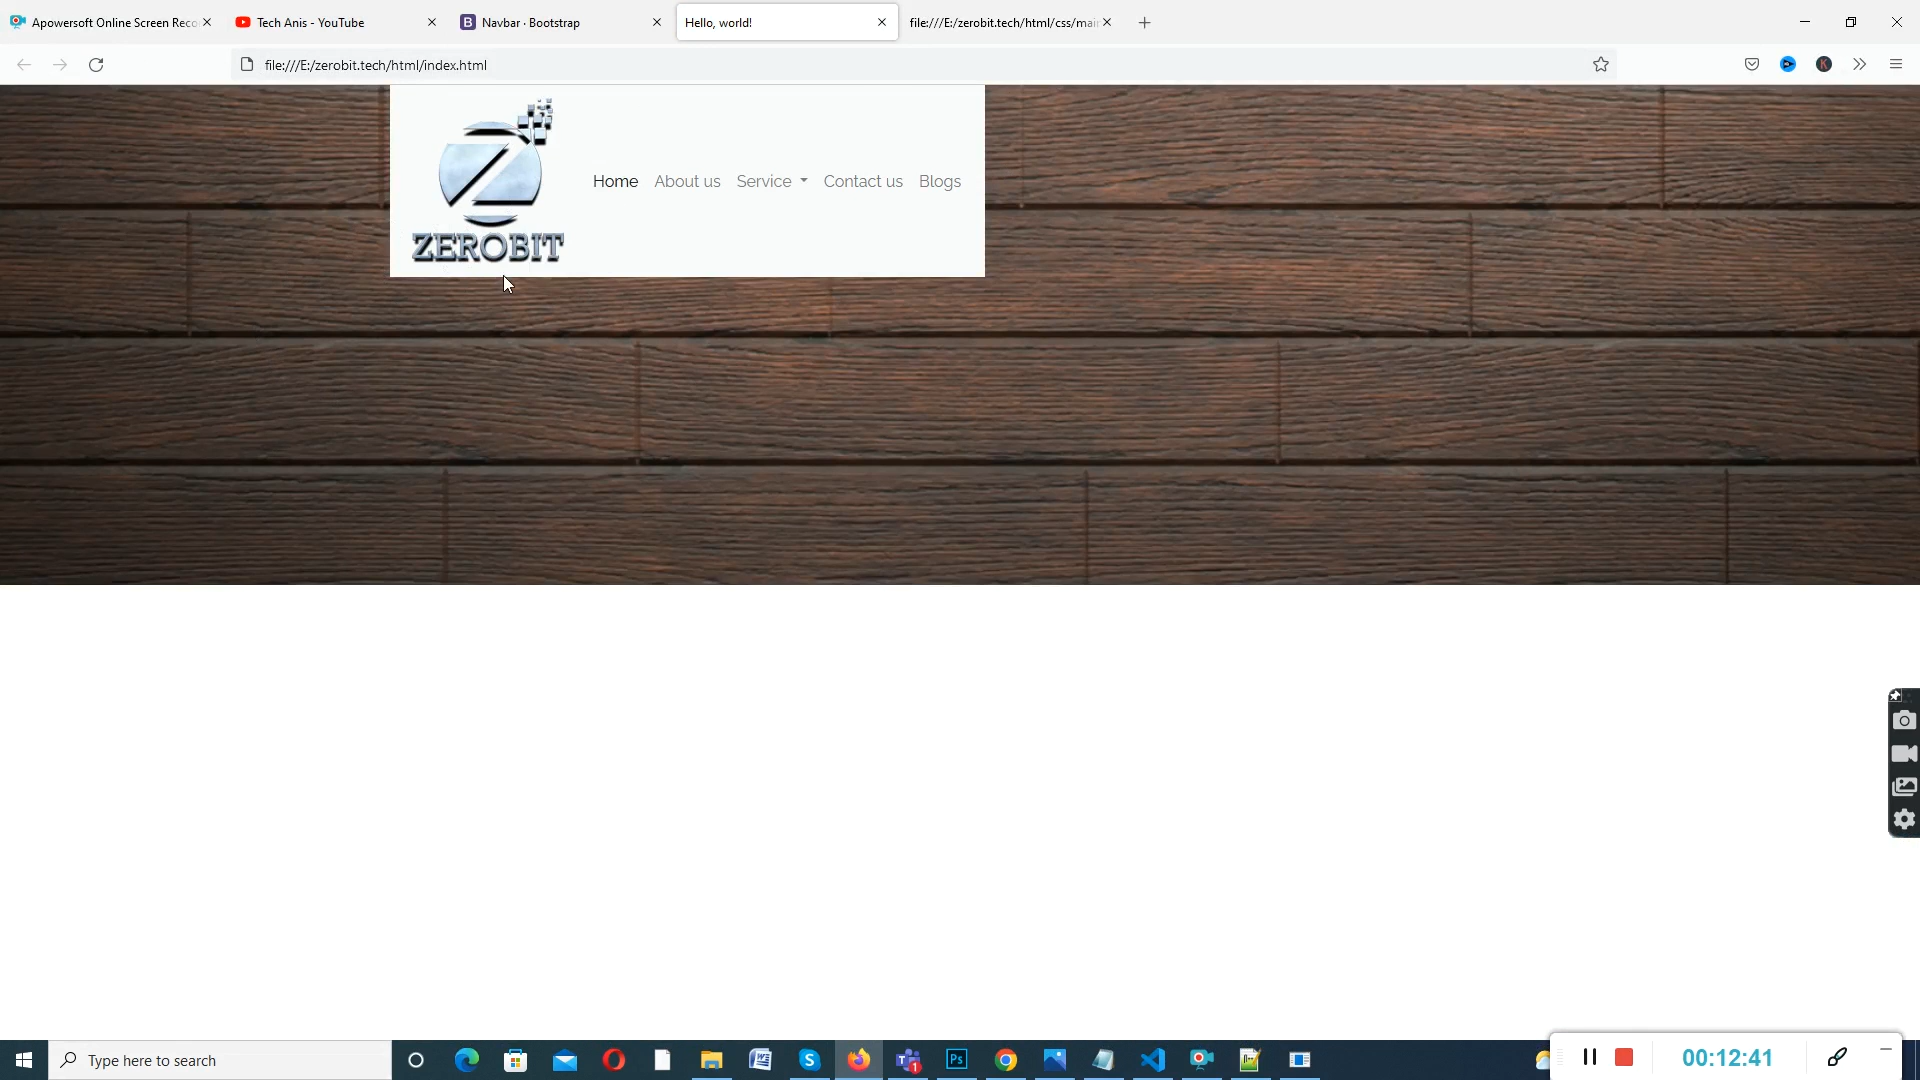 Apowersoft Online Screen Reco
Tech Anis - YouTube
Navbar · Bootstrap
Hello, world!
file:///E:/zerobit.tech/html/css/mai
file:///E:/zerobit.tech/html/index.html
Home About us Service Contact us Blogs
ZEROBIT
Type here to search
00:12:41